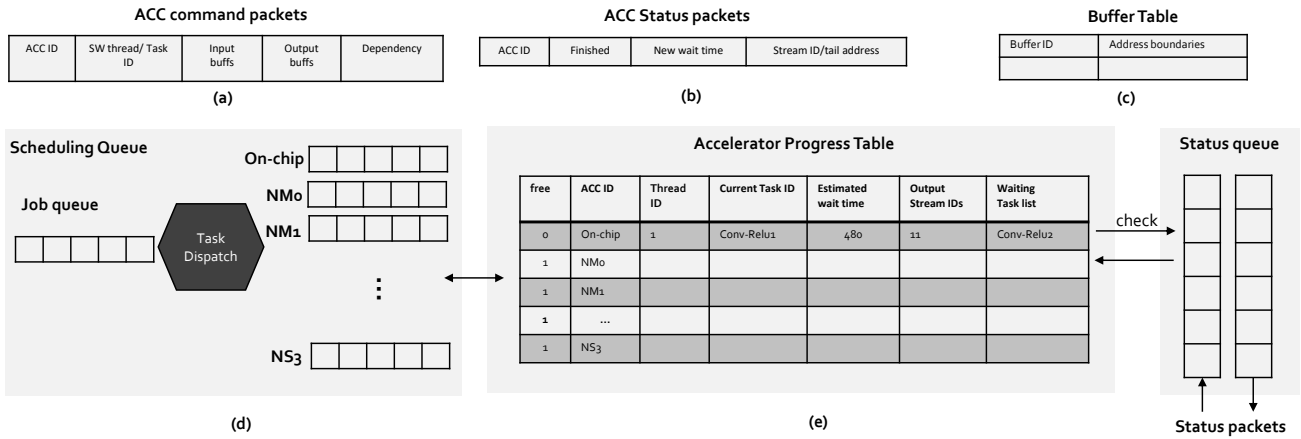 ACC command packets
ACC ID
SW thread/ Task
ID
Input
buffs
Output
buffs
Dependency
(a)
ACC Status packets
ACC ID
Finished
New wait time
Stream ID/tail address
(b)
Buffer Table
Buffer ID
Address boundaries
(c)
Scheduling Queue
Job queue
Task
Dispatch
On-chip
NM0
NM1
⋮
NS3
(d)
Accelerator Progress Table
free
ACC ID
Thread
ID
Current Task ID
Estimated
wait time
Output
Stream IDs
Waiting
Task list
0
On-chip
1
Conv-Relu1
480
11
Conv-Relu2
1
NM0
1
NM1
1
...
1
NS3
(e)
check
Status queue
Status packets